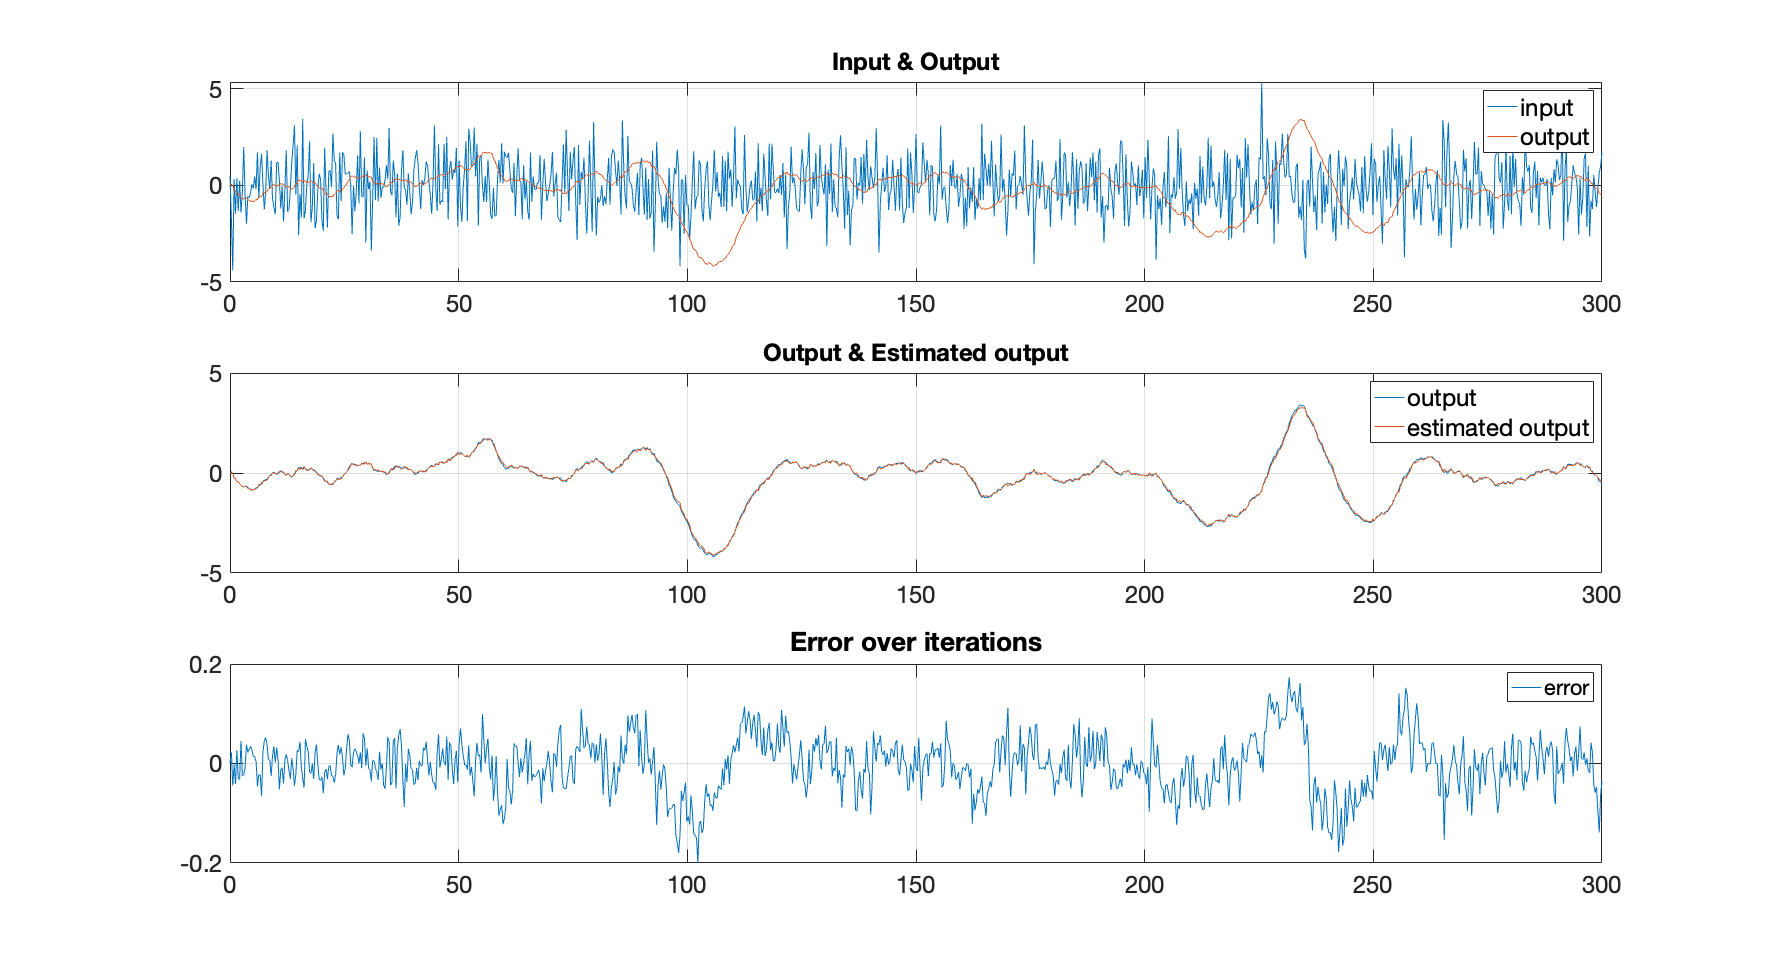 Input & Output
5
0
-5
input
output
0 50 100 150 200 250 300
Output & Estimated output
5
0
-5
output
estimated output
0 50 100 150 200 250 300
Error over iterations
0.2
0
-0.2
error
0 50 100 150 200 250 300